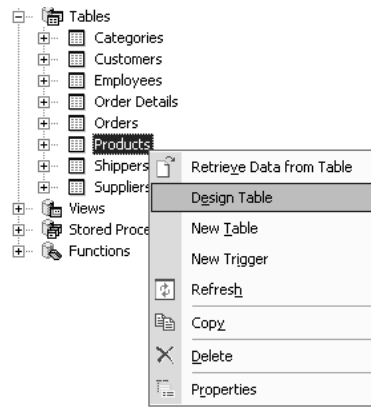 Tables
Categories
Customers
Employees
Order Details
Orders
Products
Shippers
Suppliers
Views
Stored Proce
Functions
Retrieve Data from Table
Design Table
New Table
New Trigger
Refresh
Copy
Delete
Properties